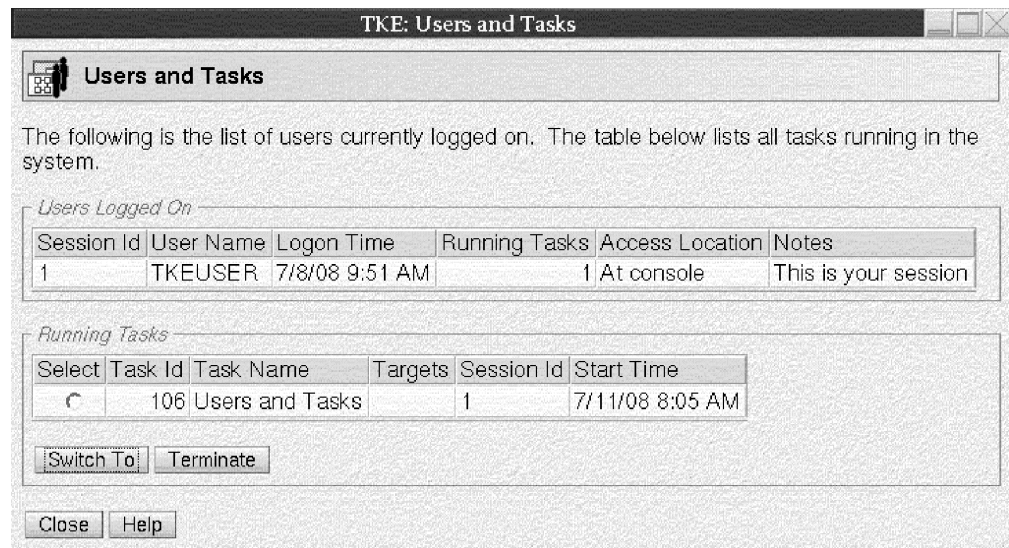 TKE: Users and Tasks
Users and Tasks
The following is the list of users currently logged on. The table below lists all tasks running in the
system.
Users Logged On
Session Id User Name Logon Time Running Tasks Access Location Notes
1 TKEUSER 7/8/08 9:51 AM 1 At console This is your session
Running Tasks
Select Task Id Task Name Targets Session Id Start Time
106 Users and Tasks 1 7/11/08 8:05 AM
Switch To Terminate
Close Help